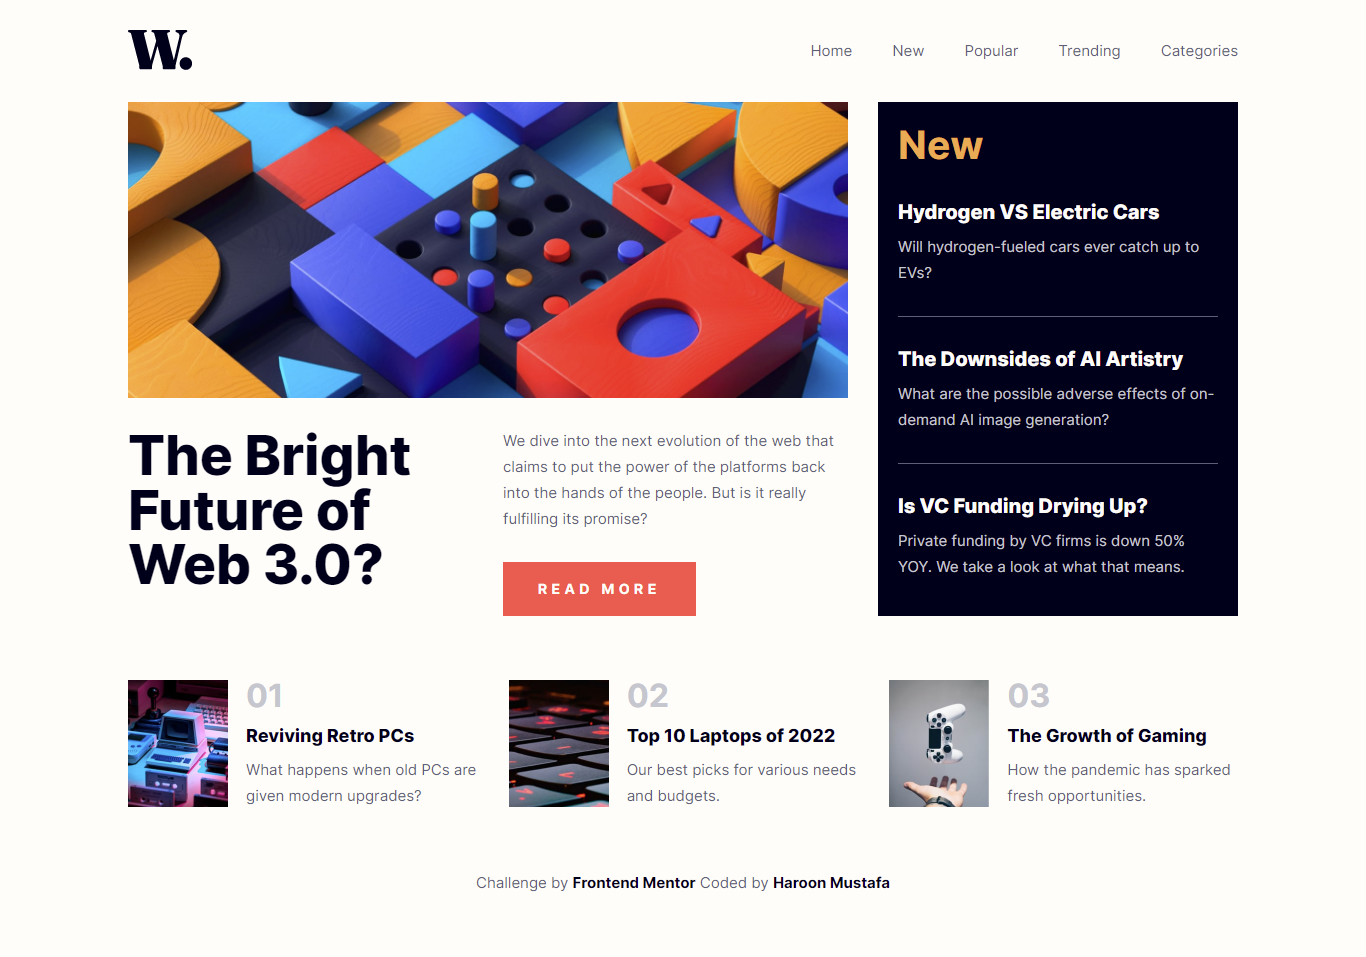 W.
Home New Popular Trending Categories
New
Hydrogen VS Electric Cars
Will hydrogen-fueled cars ever catch up to
EVs?
The Downsides of AI Artistry
What are the possible adverse effects of on-
demand AI image generation?
Is VC Funding Drying Up?
Private funding by VC firms is down 50%
YOY. We take a look at what that means.
The Bright
Future of
Web 3.0?
We dive into the next evolution of the web that
claims to put the power of the platforms back
into the hands of the people. But is it really
fulfilling its promise?
READ MORE
01
Reviving Retro PCs
What happens when old PCs are
given modern upgrades?
02
Top 10 Laptops of 2022
Our best picks for various needs
and budgets.
03
The Growth of Gaming
How the pandemic has sparked
fresh opportunities.
Challenge by Frontend Mentor Coded by Haroon Mustafa